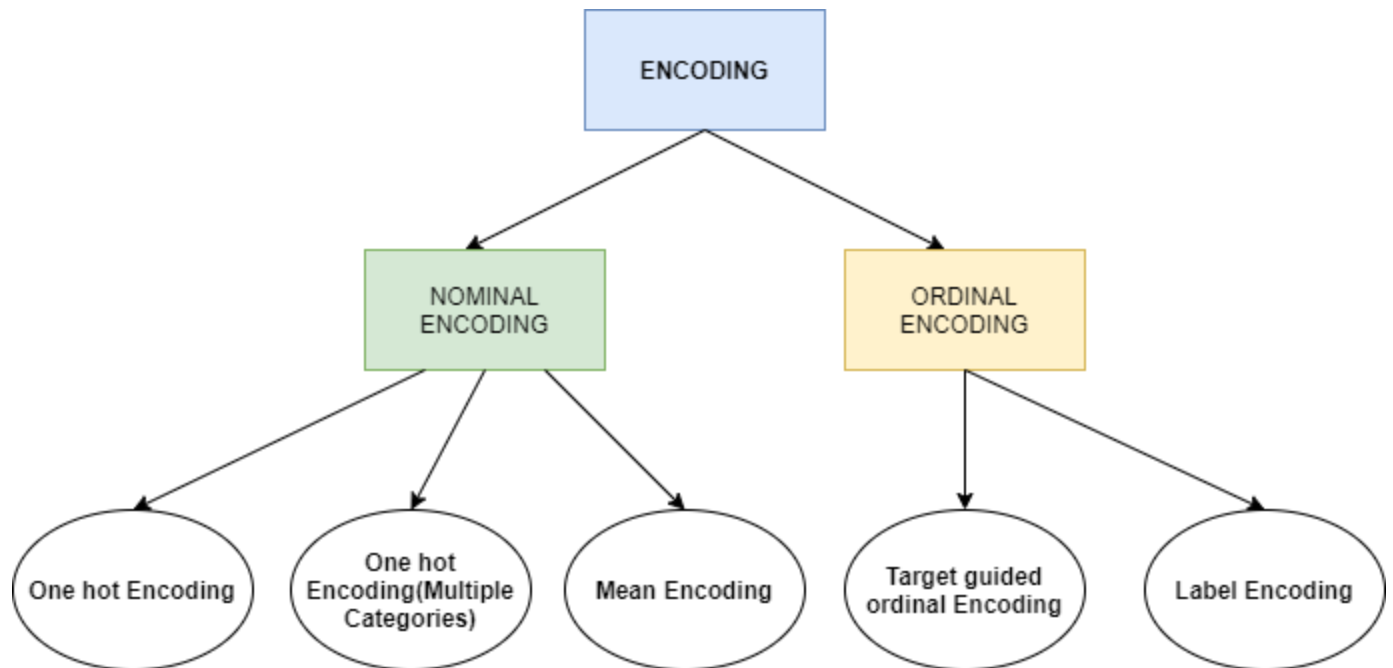 ENCODING
NOMINAL
ENCODING
ORDINAL
ENCODING
One hot Encoding
One hot
Encoding(Multiple
Categories)
Mean Encoding
Target guided
ordinal Encoding
Label Encoding